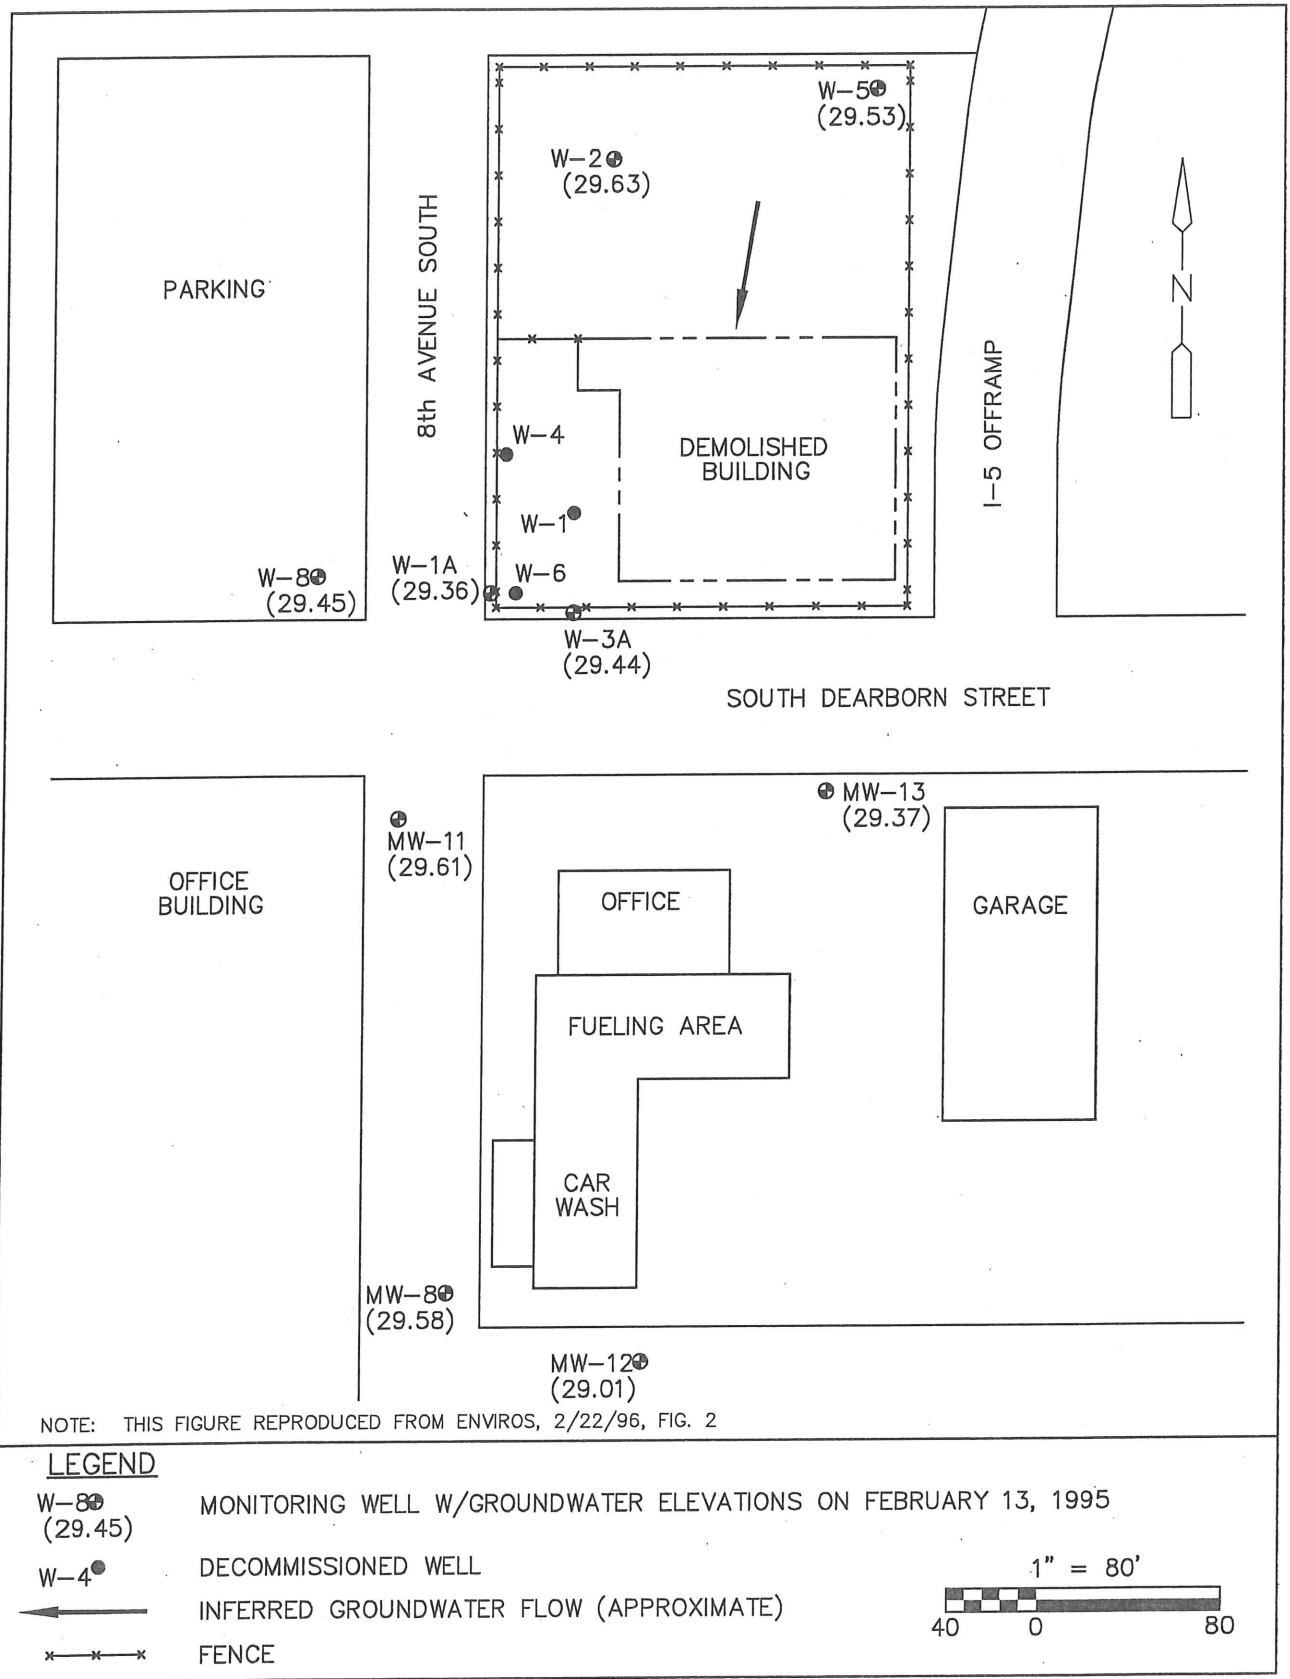 W-5
(29.53)
W-2
(29.63)
PARKING
8th AVENUE SOUTH
N
I-5 OFFRAMP
W-4
DEMOLISHED
BUILDING
W-1
W-8
(29.45)
W-1A
(29.36)
W-6
W-3A
(29.44)
SOUTH DEARBORN STREET
MW-13
(29.37)
MW-11
(29.61)
OFFICE
BUILDING
OFFICE
GARAGE
FUELING AREA
CAR
WASH
MW-8
(29.58)
MW-12
(29.01)
NOTE: THIS FIGURE REPRODUCED FROM ENVIROS, 2/22/96, FIG. 2
LEGEND
W-8
(29.45)
MONITORING WELL W/GROUNDWATER ELEVATIONS ON FEBRUARY 13, 1995
W-4
DECOMMISSIONED WELL
INFERRED GROUNDWATER FLOW (APPROXIMATE)
FENCE
1" = 80'
40 0 80